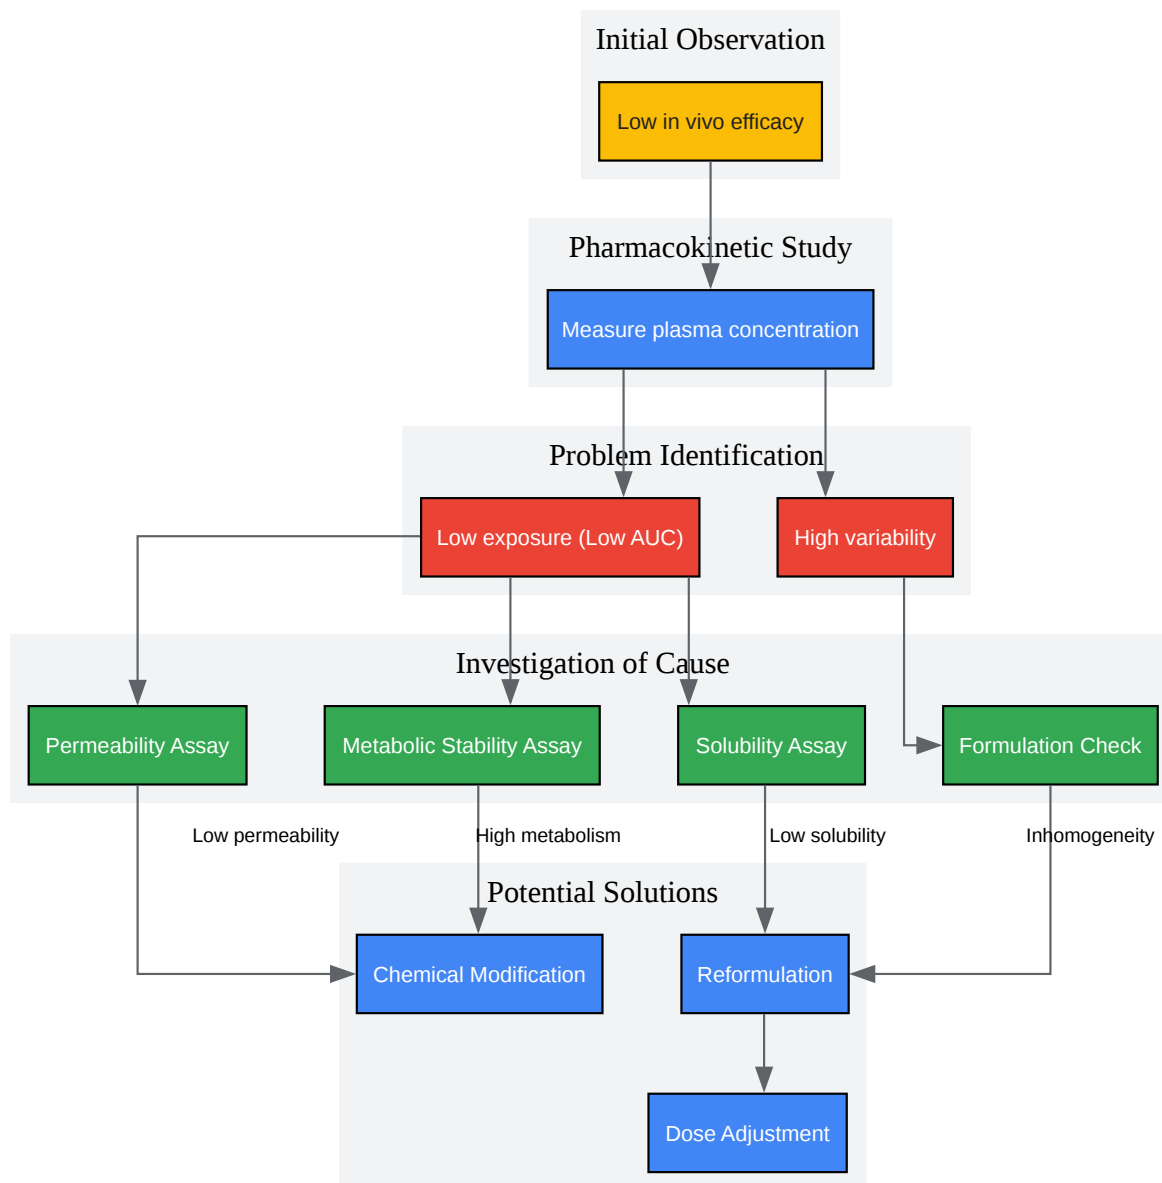 Initial Observation
Low in vivo efficacy
Pharmacokinetic Study
Measure plasma concentration
Problem Identification
Low exposure (Low AUC)
High variability
Investigation of Cause
Permeability Assay
Metabolic Stability Assay
Solubility Assay
Formulation Check
Low permeability
High metabolism
Low solubility
Inhomogeneity
Potential Solutions
Chemical Modification
Reformulation
Dose Adjustment